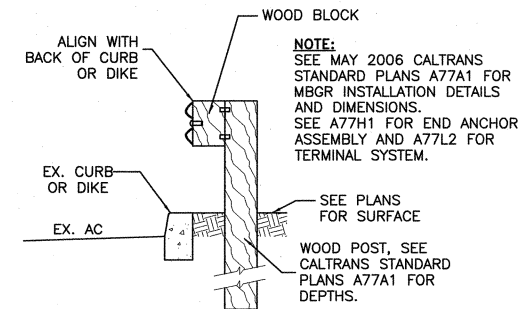 WOOD BLOCK
ALIGN WITH
BACK OF CURB
OR DIKE
NOTE:
SEE MAY 2006 CALTRANS
STANDARD PLANS A77A1 FOR
MBGR INSTALLATION DETAILS
AND DIMENSIONS.
SEE A77H1 FOR END ANCHOR
ASSEMBLY AND A77L2 FOR
TERMINAL SYSTEM.
EX. CURB
OR DIKE
EX. AC
SEE PLANS
FOR SURFACE
WOOD POST, SEE
CALTRANS STANDARD
PLANS A77A1 FOR
DEPTHS.